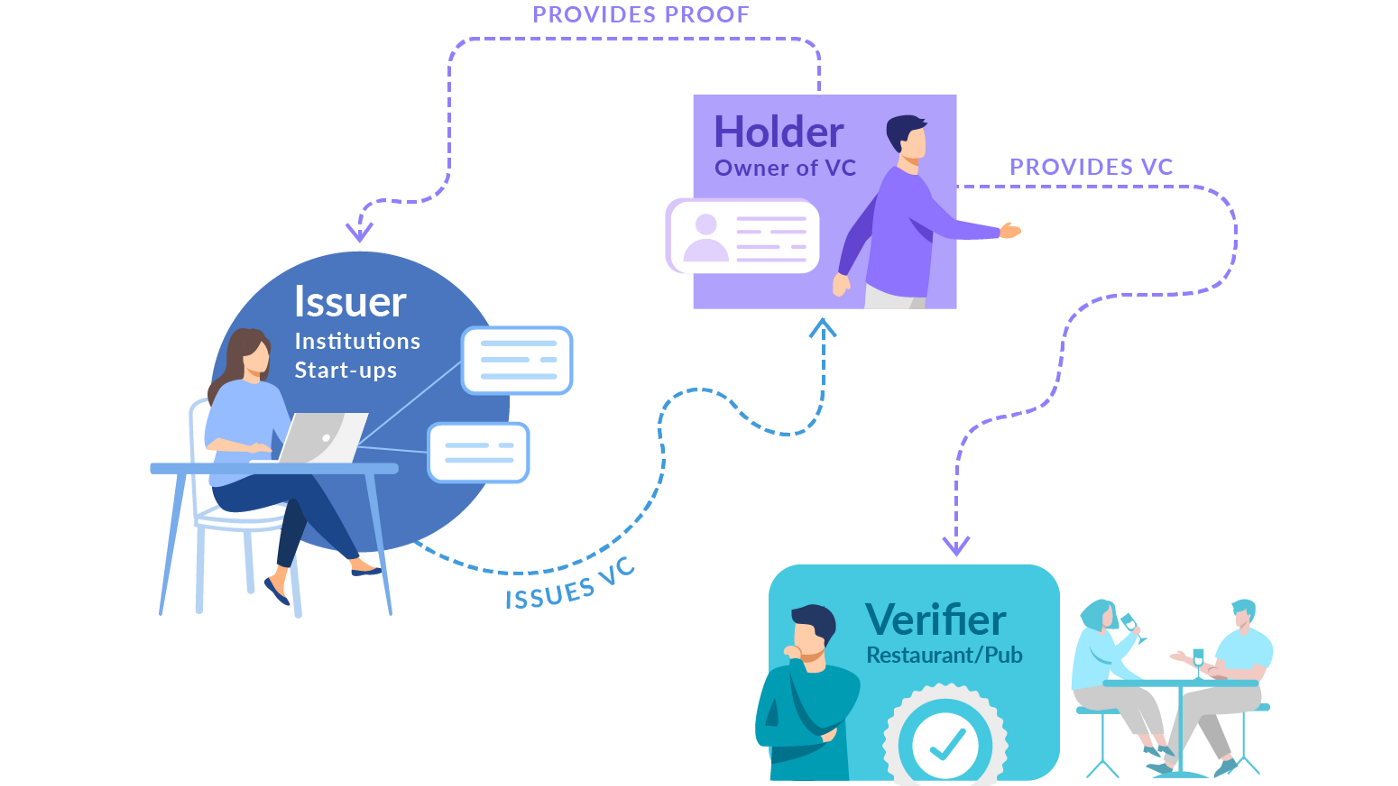 PROVIDES PROOF
Holder
Owner of VC
PROVIDES VC
Issuer
Institutions
Start-ups
ISSUES VC
Verifier
Restaurant/Pub